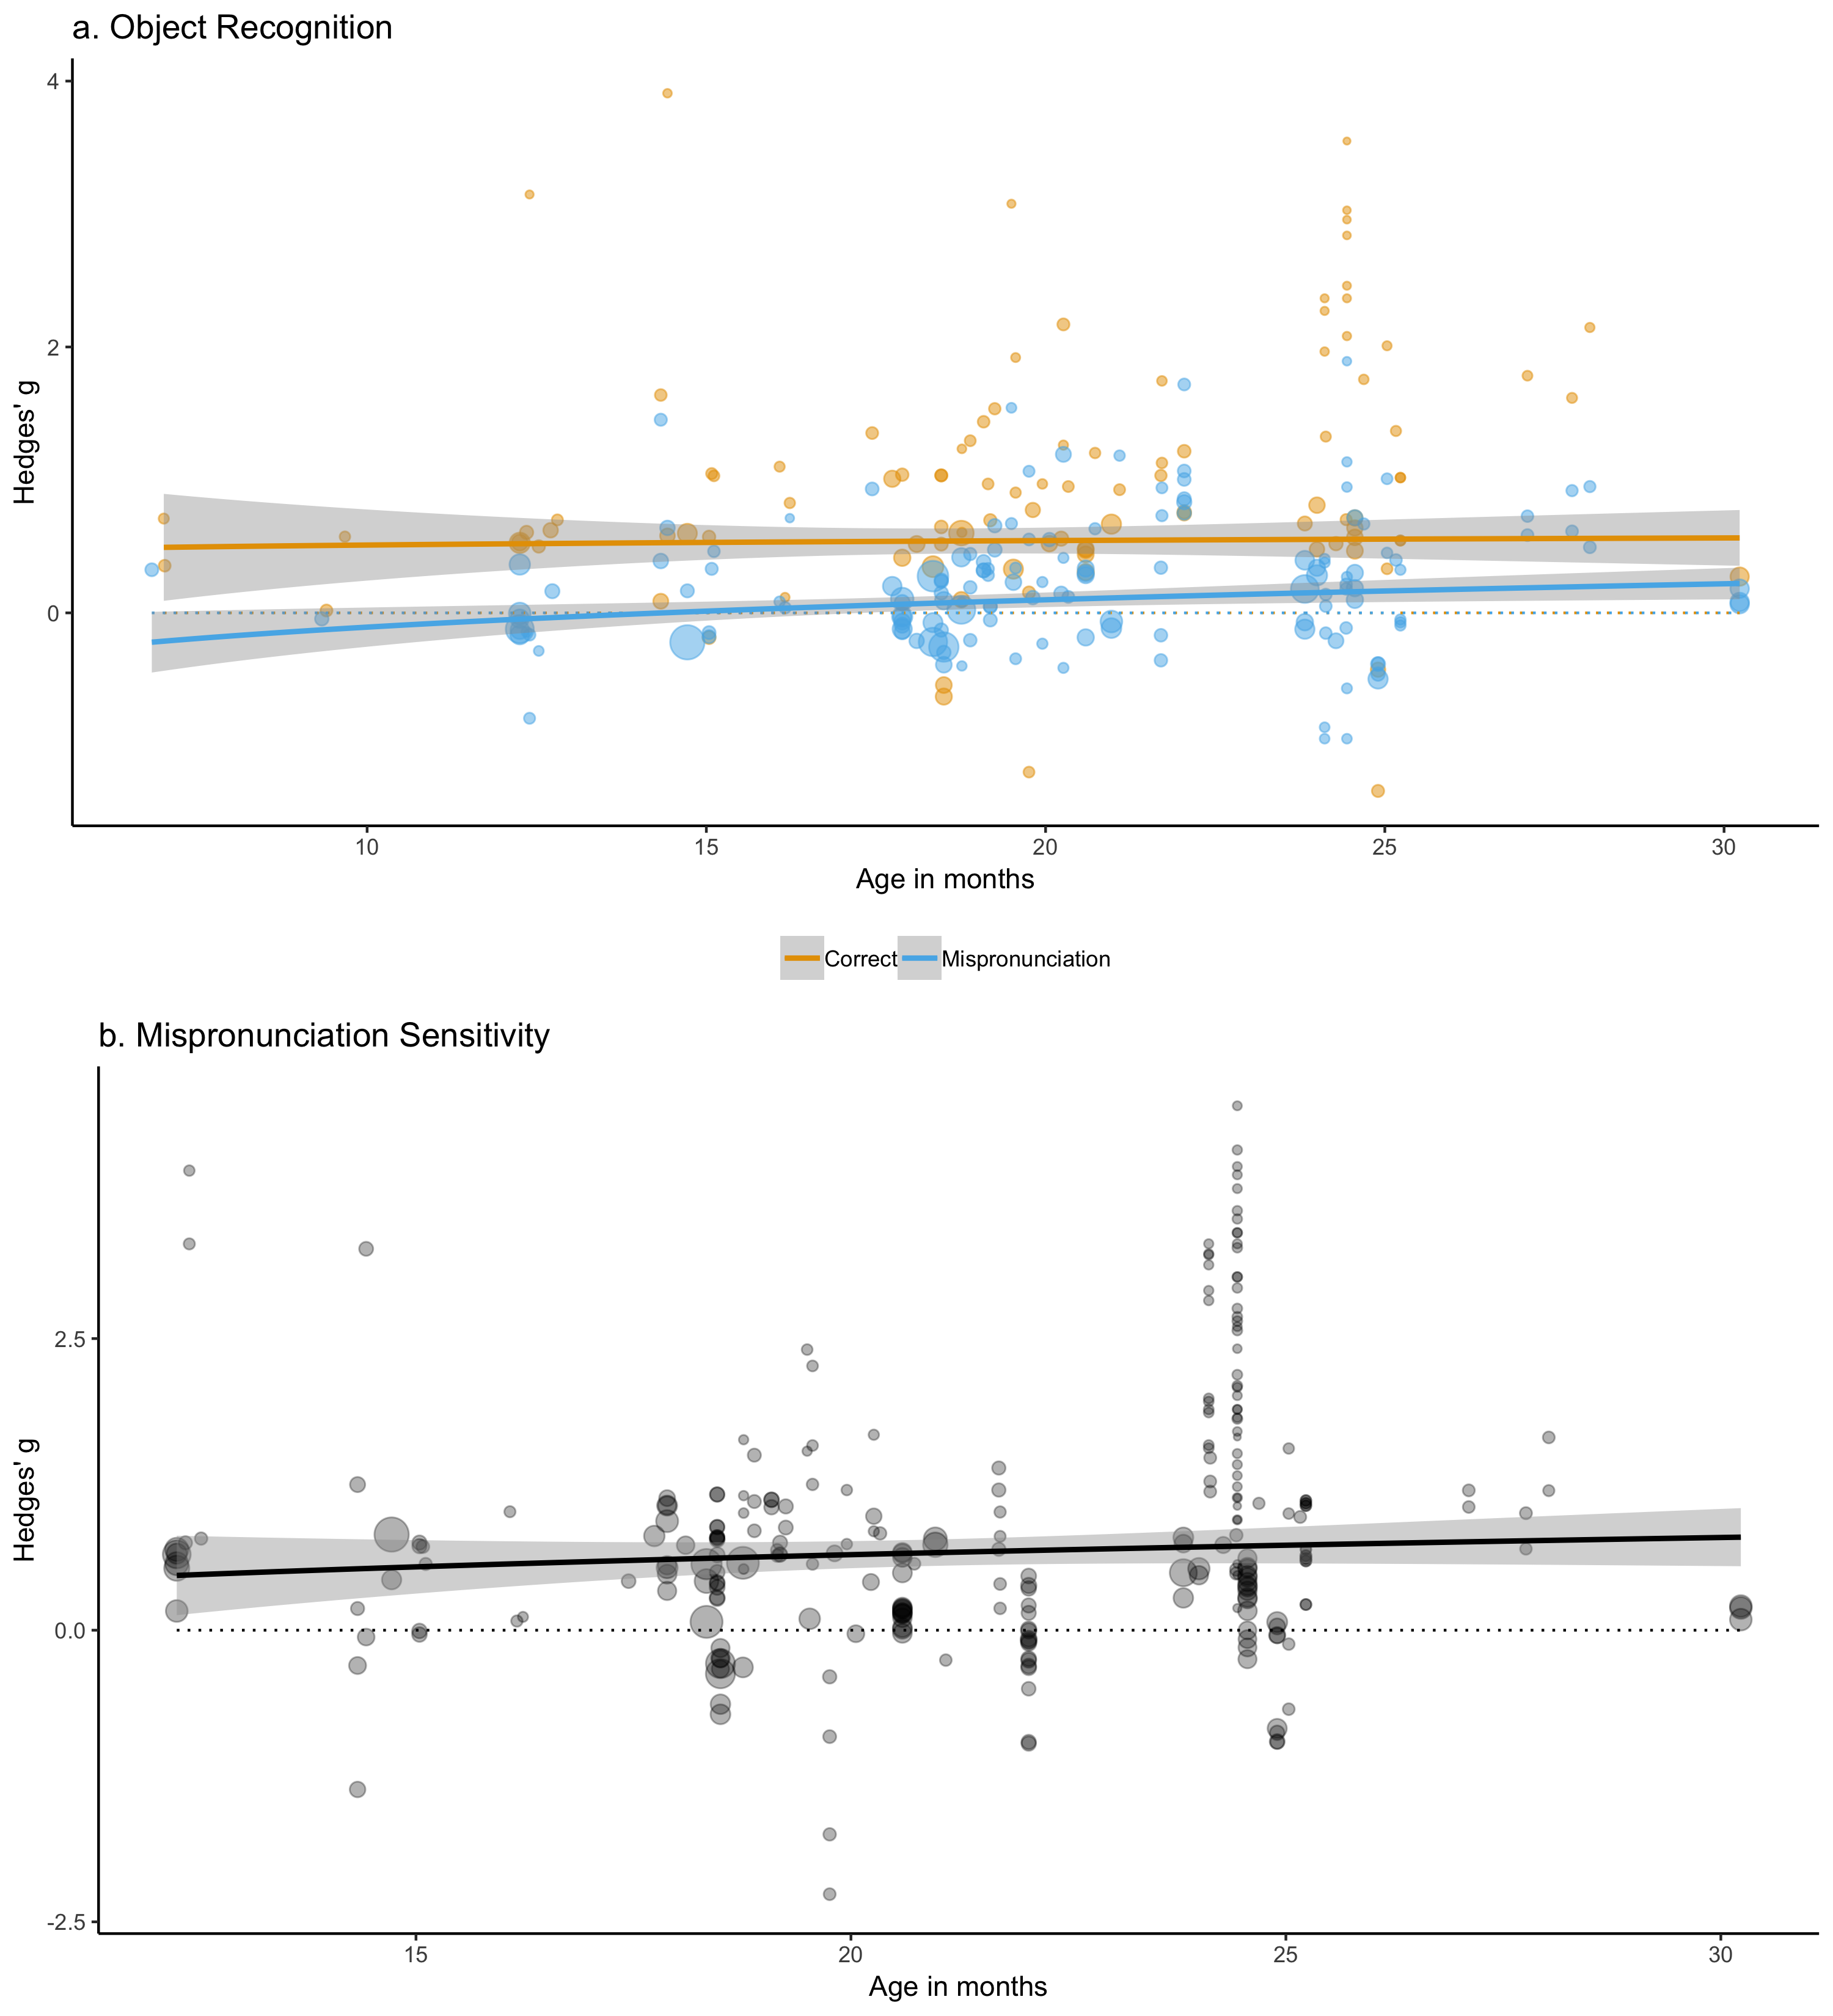 a. Object Recognition
4
2
0
Hedges' g
10 15 20 25 30
Age in months
Correct Mispronunciation
b. Mispronunciation Sensitivity
2.5
0.0
-2.5
Hedges' g
15 20 25 30
Age in months